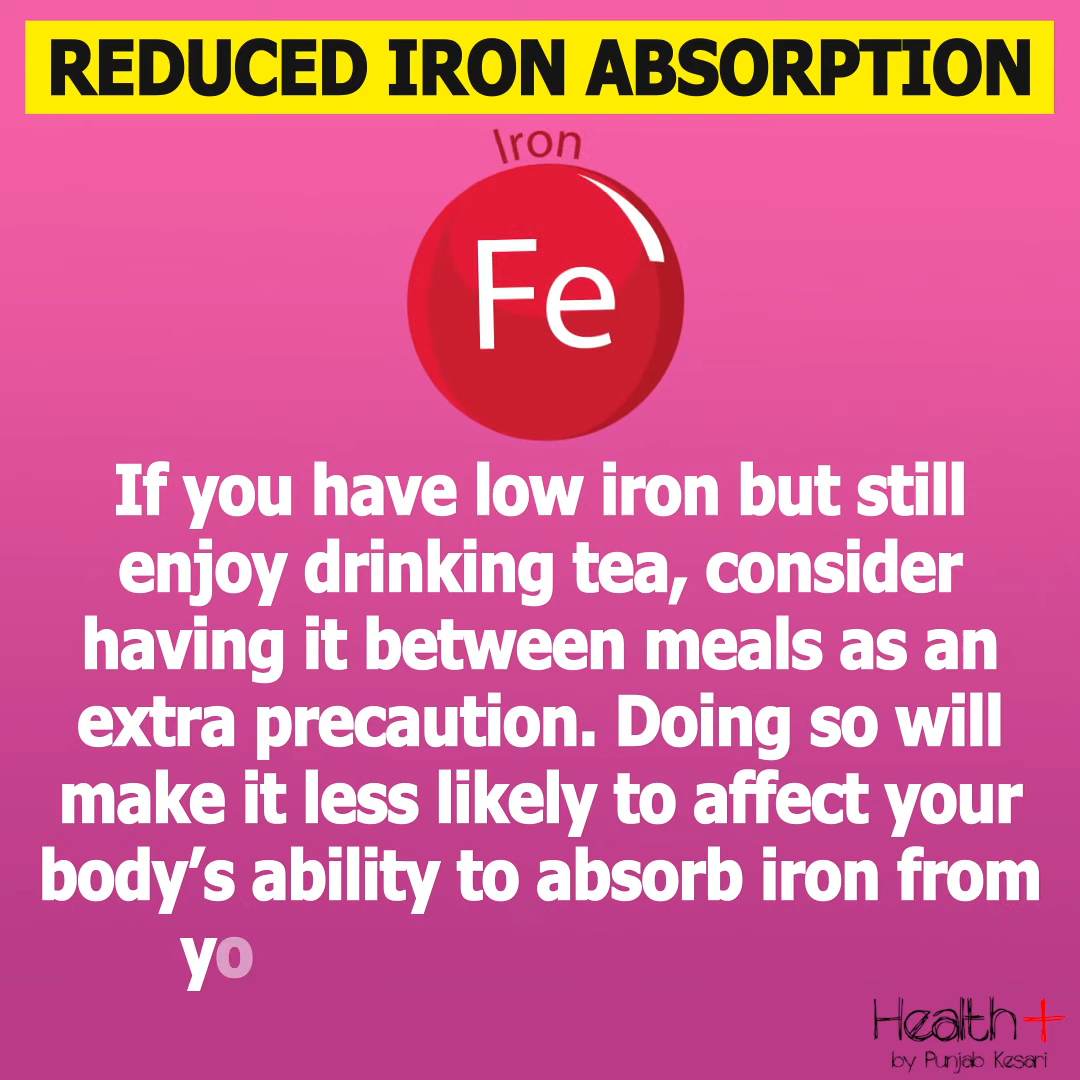 REDUCED IRON ABSORPTION
Iron
Fe
If you have low iron but still
enjoy drinking tea, consider
having it between meals as an
extra precaution. Doing so will
make it less likely to affect your
body’s ability to absorb iron from
yo
Health+
by Punjab Kesari